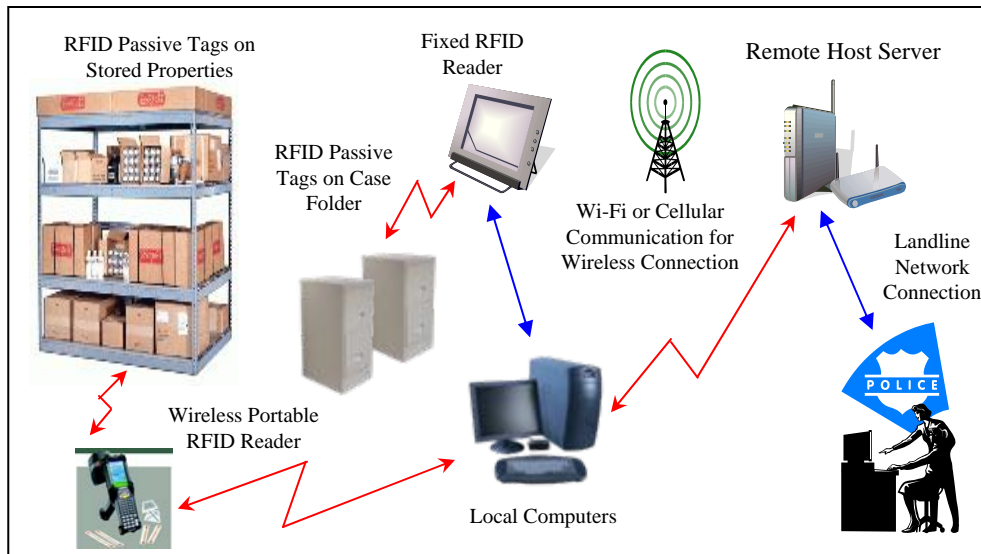 RFID Passive Tags on
Stored Properties
Fixed RFID
Reader
Remote Host Server
RFID Passive
Tags on Case
Folder
Wi-Fi or Cellular
Communication for
Wireless Connection
Landline
Network
Connection
POLICE
Wireless Portable
RFID Reader
Local Computers